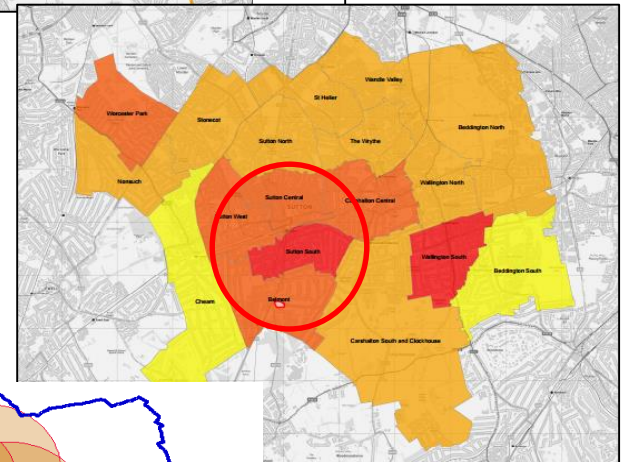 Wandle Valley
St Helier
Worcester Park
Stonecot
Beddington North
Sutton North
The Wrythe
Nonsuch
Wallington North
Sutton Central
Carshalton Central
SUTTON
Sutton West
Sutton South
Wallington South
Beddington South
Cheam
Belmont
Carshalton South and Clockhouse